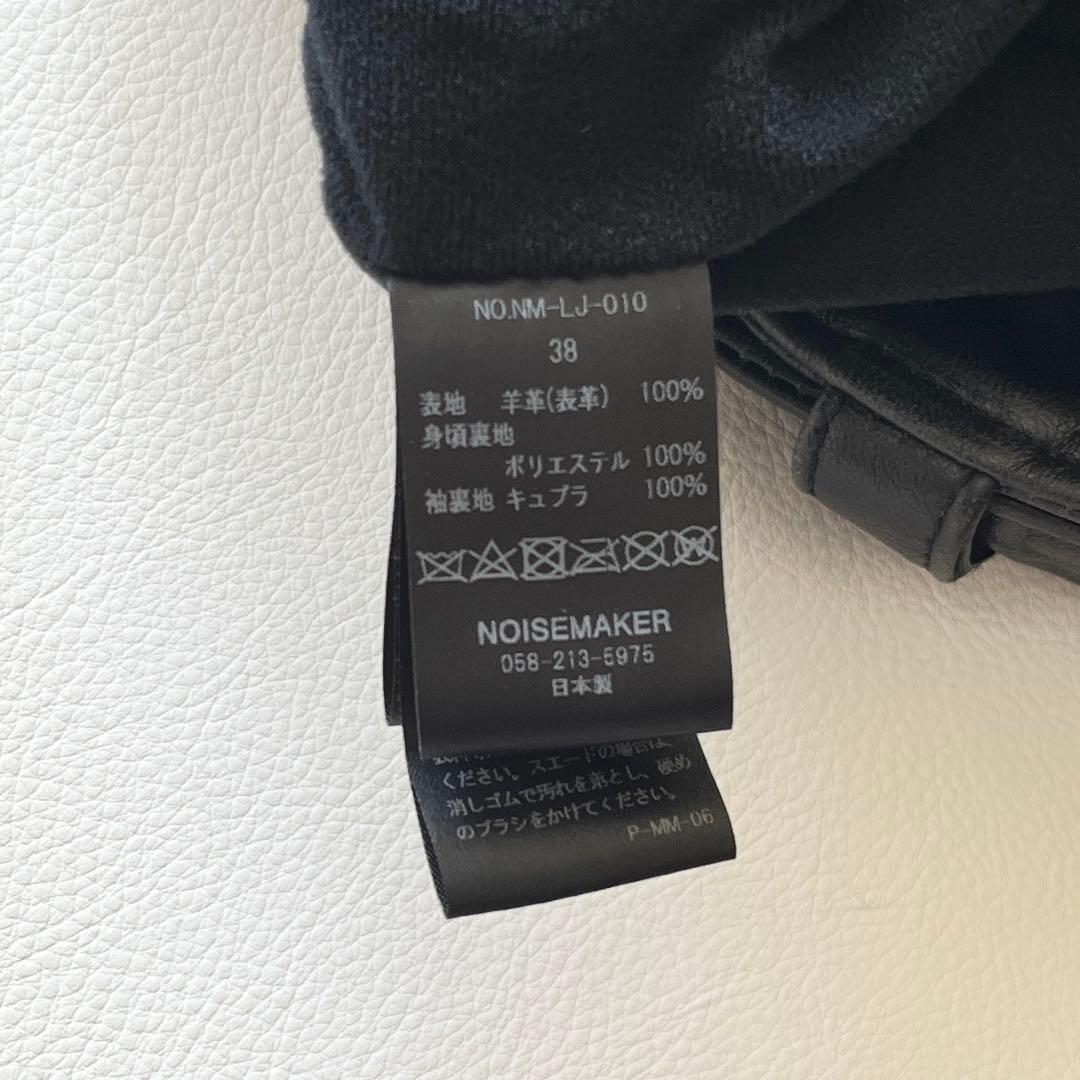 NO.NM-LJ-010
38
表地 羊革(表革) 100%
身頃裏地
ポリエステル 100%
袖裏地 キュプラ 100%
NOISEMAKER
058-213-5975
日本製
ください。スエードの場合は、
消しゴムで汚れを落とし、硬め
のブラシをかけてください。
P-MM-06